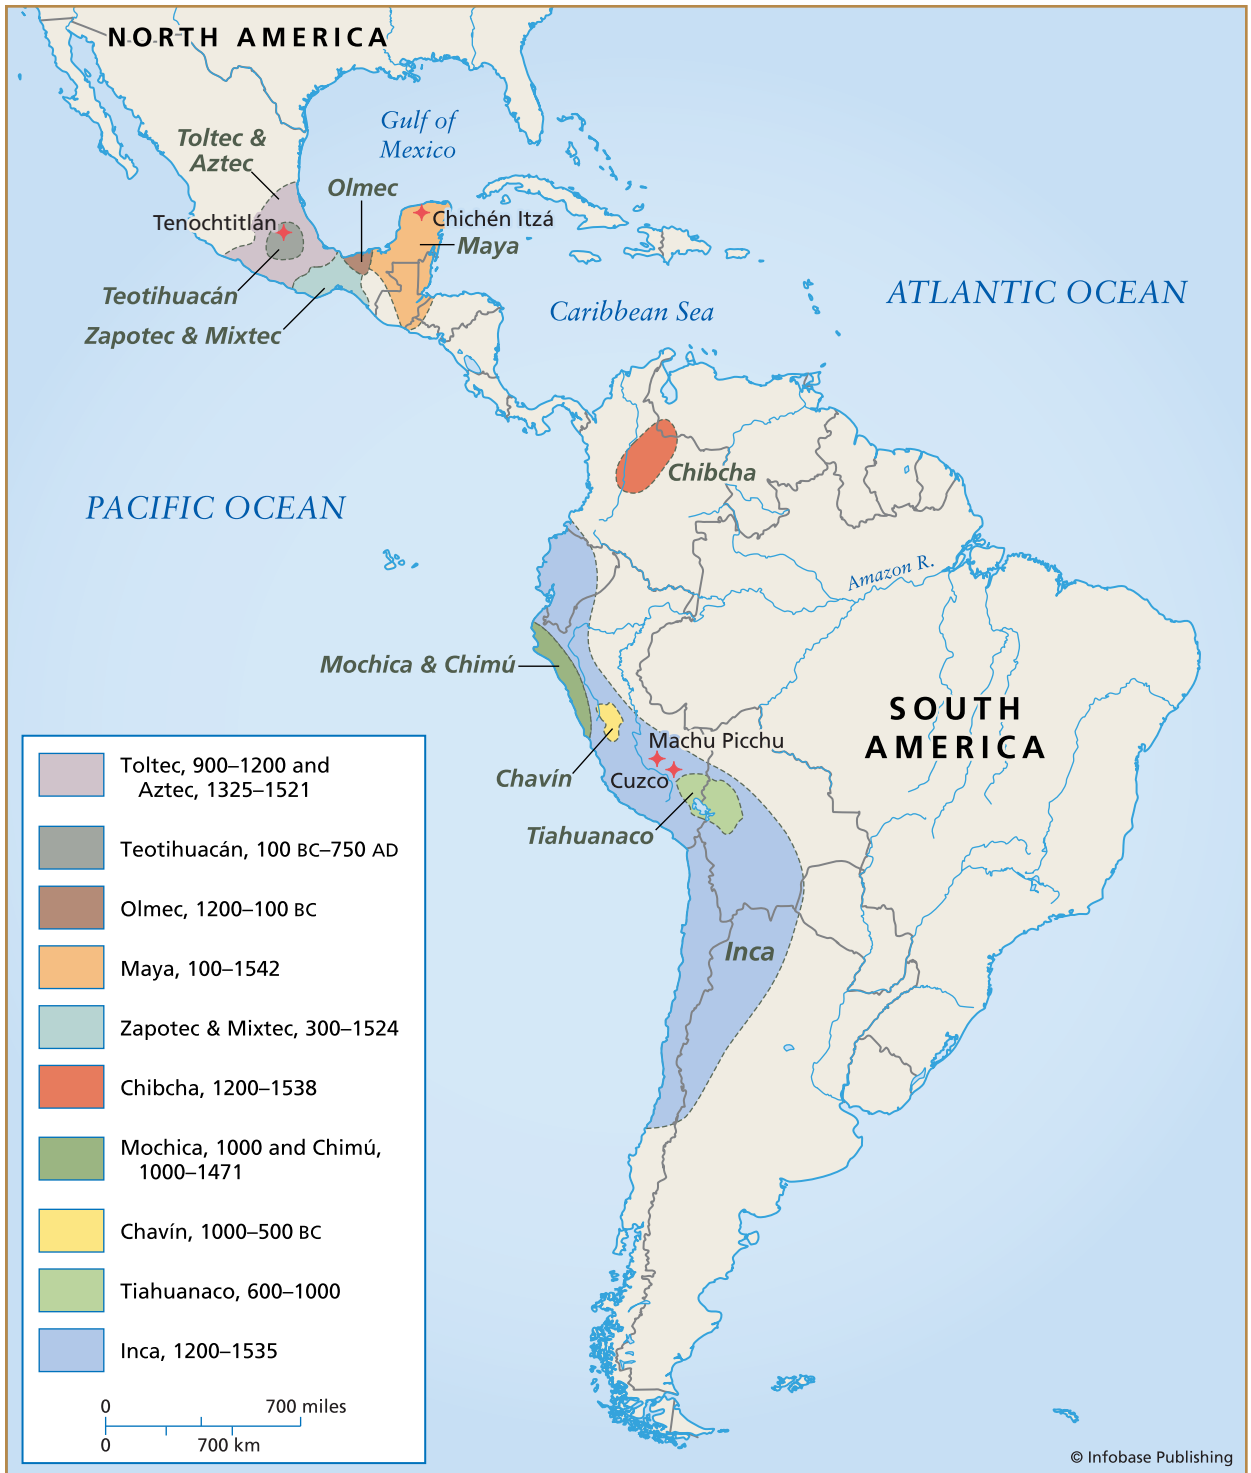 NORTH AMERICA
Gulf of
Mexico
Toltec &
Aztec
Olmec
Tenochtitlán
Chichén Itzá
Maya
Teotihuacán
Zapotec & Mixtec
Caribbean Sea
ATLANTIC OCEAN
Chibcha
PACIFIC OCEAN
Amazon R.
Mochica & Chimú
SOUTH
AMERICA
Machu Picchu
Chavín
Cuzco
Tiahuanaco
Inca
Toltec, 900–1200 and
Aztec, 1325–1521
Teotihuacán, 100 BC–750 AD
Olmec, 1200–100 BC
Maya, 100–1542
Zapotec & Mixtec, 300–1524
Chibcha, 1200–1538
Mochica, 1000 and Chimú,
1000–1471
Chavín, 1000–500 BC
Tiahuanaco, 600–1000
Inca, 1200–1535
0 700 miles
0 700 km
© Infobase Publishing